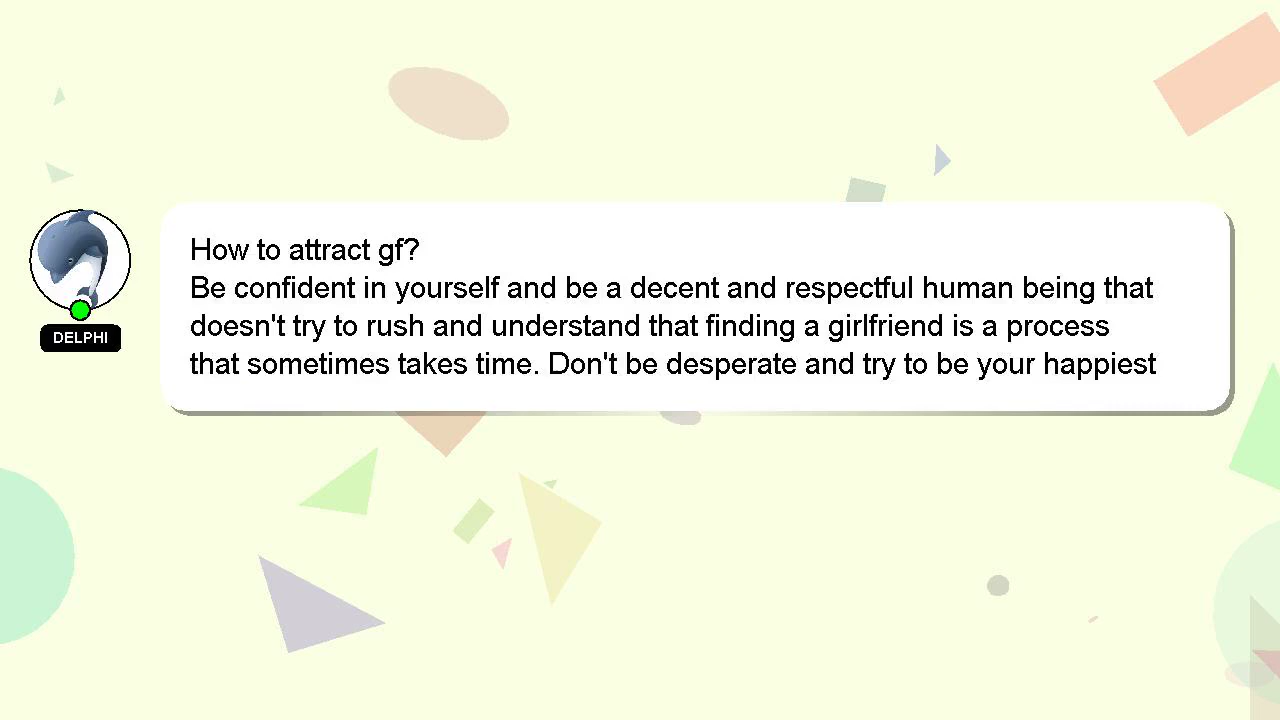 How to attract gf?
Be confident in yourself and be a decent and respectful human being that
doesn't try to rush and understand that finding a girlfriend is a process
that sometimes takes time. Don't be desperate and try to be your happiest
DELPHI